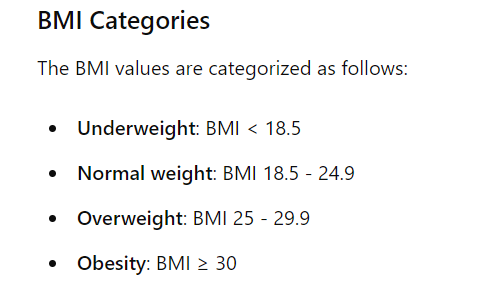 BMI Categories
The BMI values are categorized as follows:
• Underweight: BMI < 18.5
• Normal weight: BMI 18.5 - 24.9
• Overweight: BMI 25 - 29.9
• Obesity: BMI ≥ 30